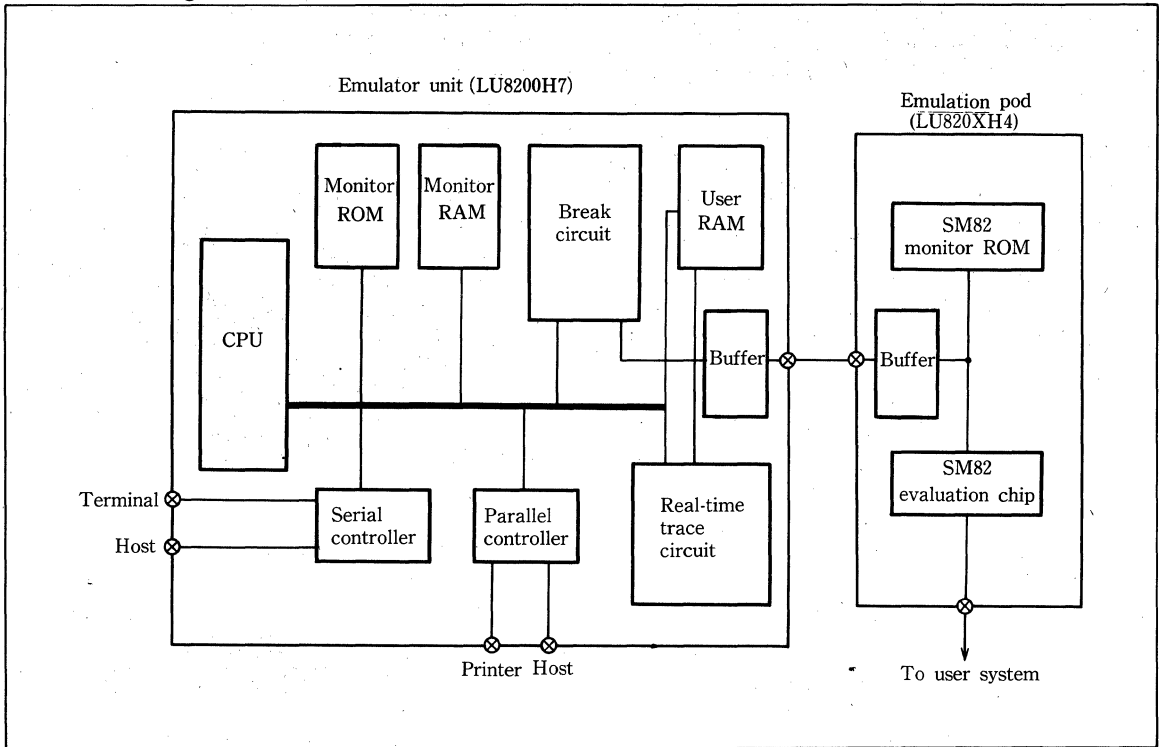 Emulator unit (LU8200H7)
Emulation pod
(LU820XH4)
Monitor
ROM
Monitor
RAM
Break
circuit
User
RAM
SM82
monitor ROM
CPU
Buffer
Buffer
SM82
evaluation chip
Terminal
Host
Serial
controller
Parallel
controller
Real-time
trace
circuit
Printer Host
To user system